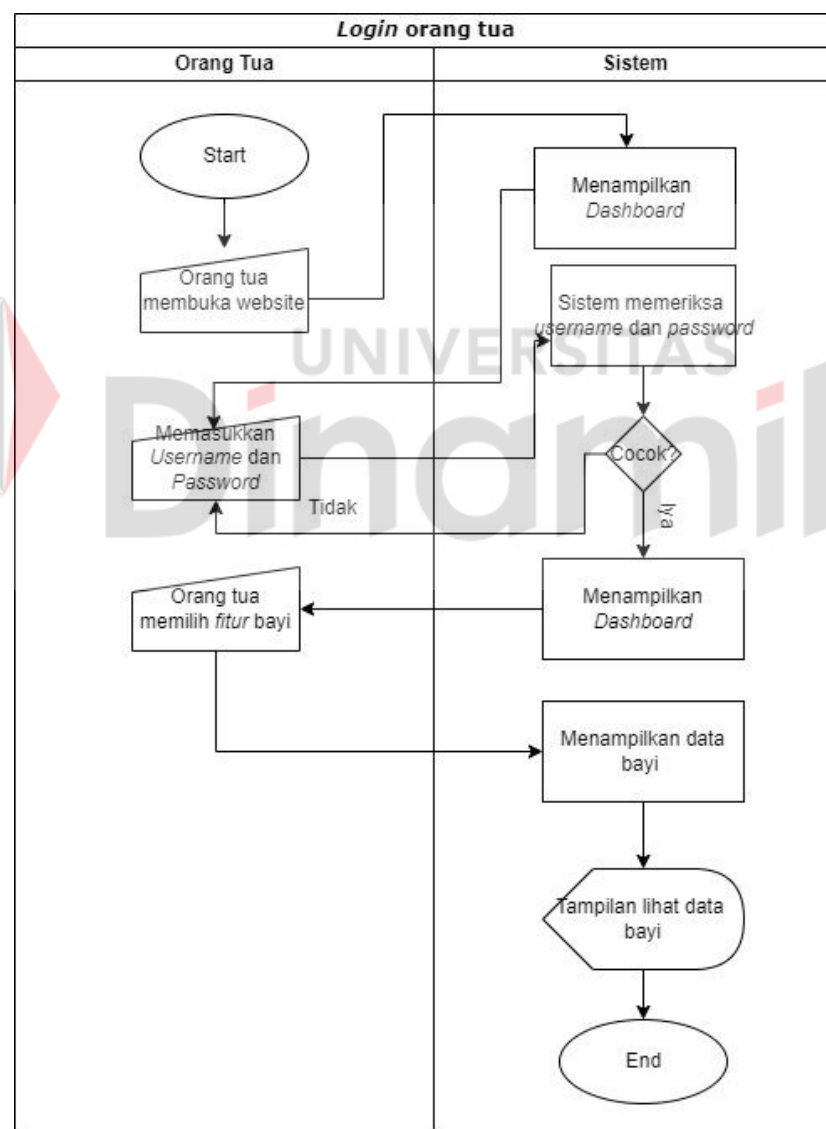 Login orang tua
Orang Tua
Sistem
Start
Menampilkan
Dashboard
Orang tua
membuka website
Sistem memeriksa
username dan password
UNIVERSITAS
Memasukkan
Username dan
Password
Cocok?
Tidak
Iya
Orang tua
memilih fitur bayi
Menampilkan
Dashboard
Menampilkan data
bayi
Tampilan lihat data
bayi
End